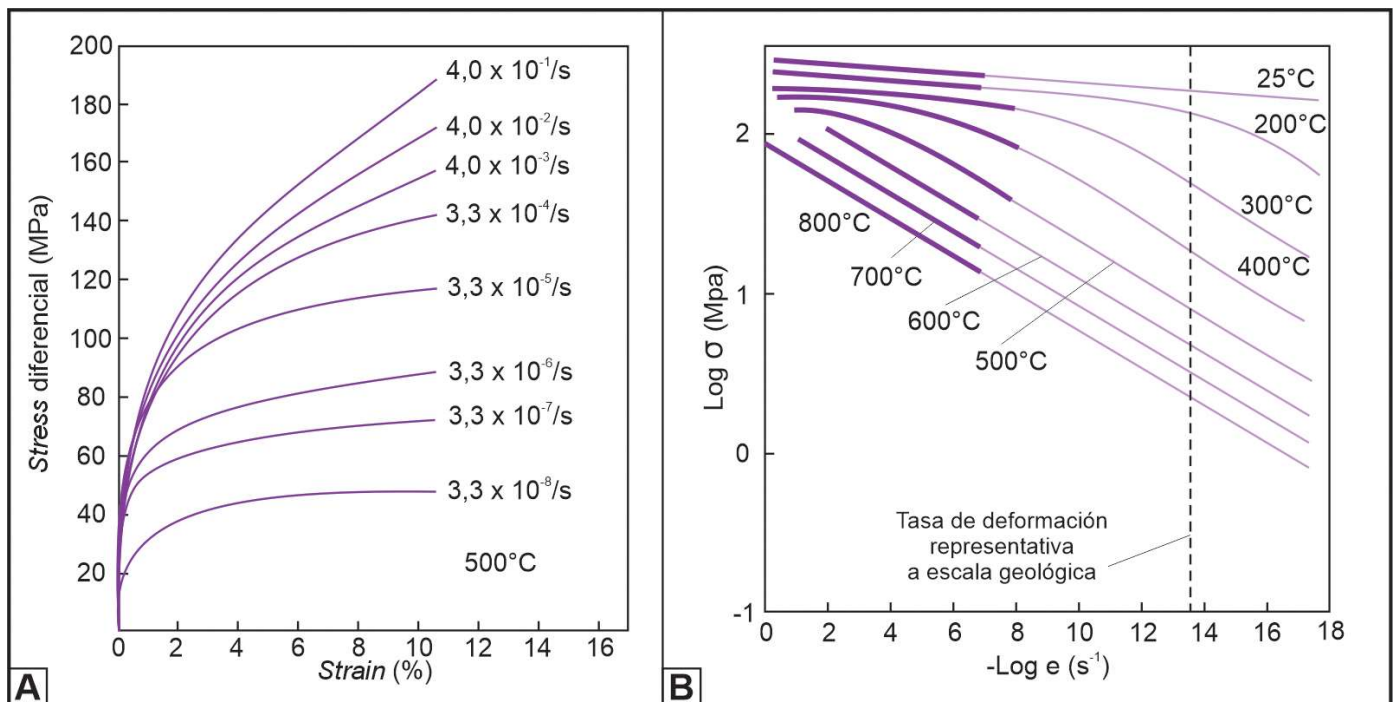 200
180
160
140
120
100
80
60
40
20
0
2
4
6
8
10
12
14
16
Stress diferencial (MPa)
Strain (%)
4,0 x 10⁻¹/s
4,0 x 10⁻²/s
4,0 x 10⁻³/s
3,3 x 10⁻⁴/s
3,3 x 10⁻⁵/s
3,3 x 10⁻⁶/s
3,3 x 10⁻⁷/s
3,3 x 10⁻⁸/s
500°C
A
2
1
0
-1
0
2
4
6
8
10
12
14
16
18
Log σ (Mpa)
-Log e (s⁻¹)
25°C
200°C
300°C
400°C
800°C
700°C
600°C
500°C
Tasa de deformación
representativa
a escala geológica
B